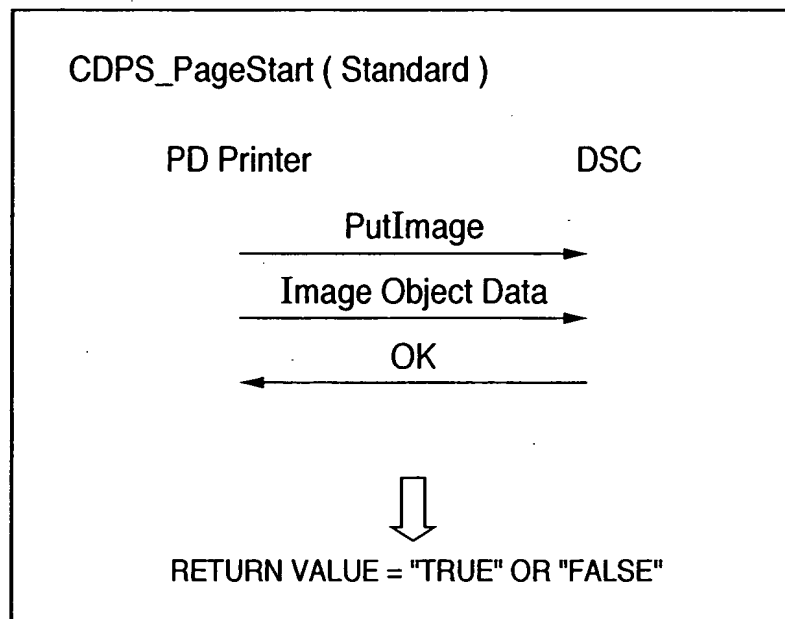 CDPS_PageStart ( Standard )
PD Printer DSC
PutImage
Image Object Data
OK
RETURN VALUE = "TRUE" OR "FALSE"